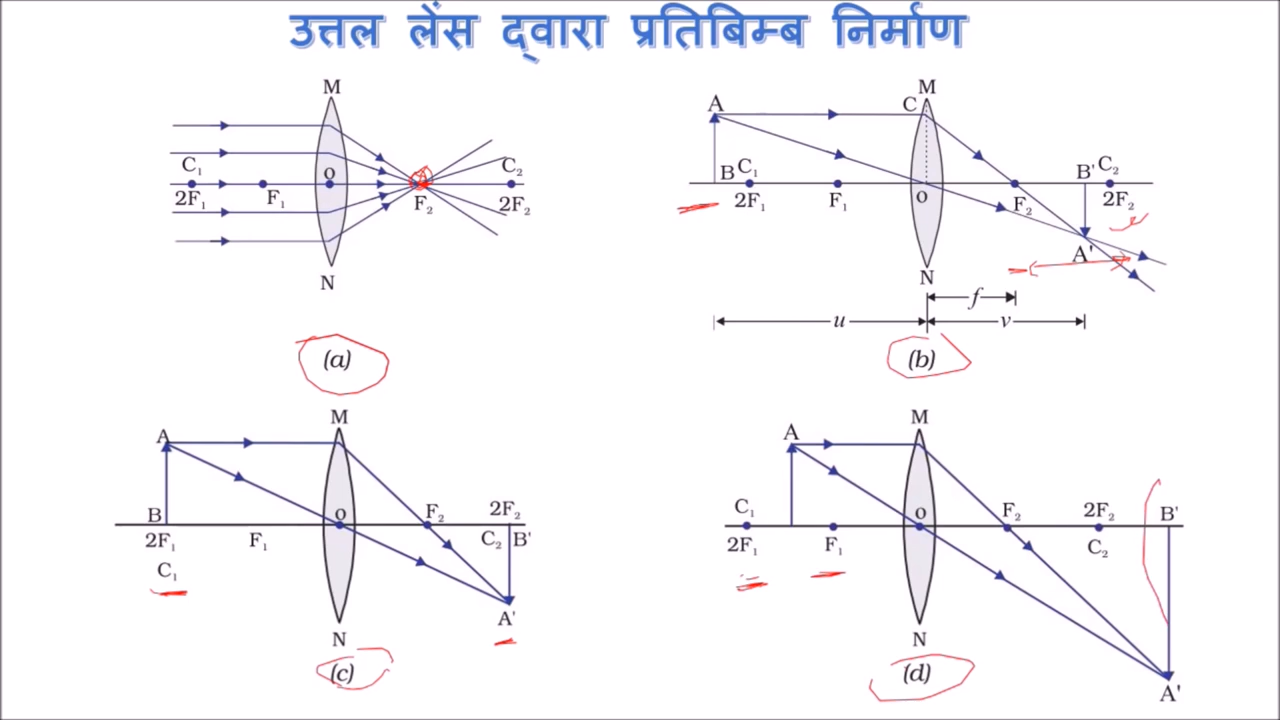 उत्तल लेंस द्वारा प्रतिबिम्ब निर्माण
M
C₁ O C₂
2F₁ F₁ F₂ 2F₂
N
(a)
A C M
B C₁ B' C₂
2F₁ F₁ O F₂ 2F₂
A'
N
f
u v
(b)
A M
B O F₂ 2F₂
2F₁ F₁ C₂ B'
C₁
A'
N
(c)
A M
C₁ O F₂ 2F₂ B'
2F₁ F₁ C₂
N
A'
(d)